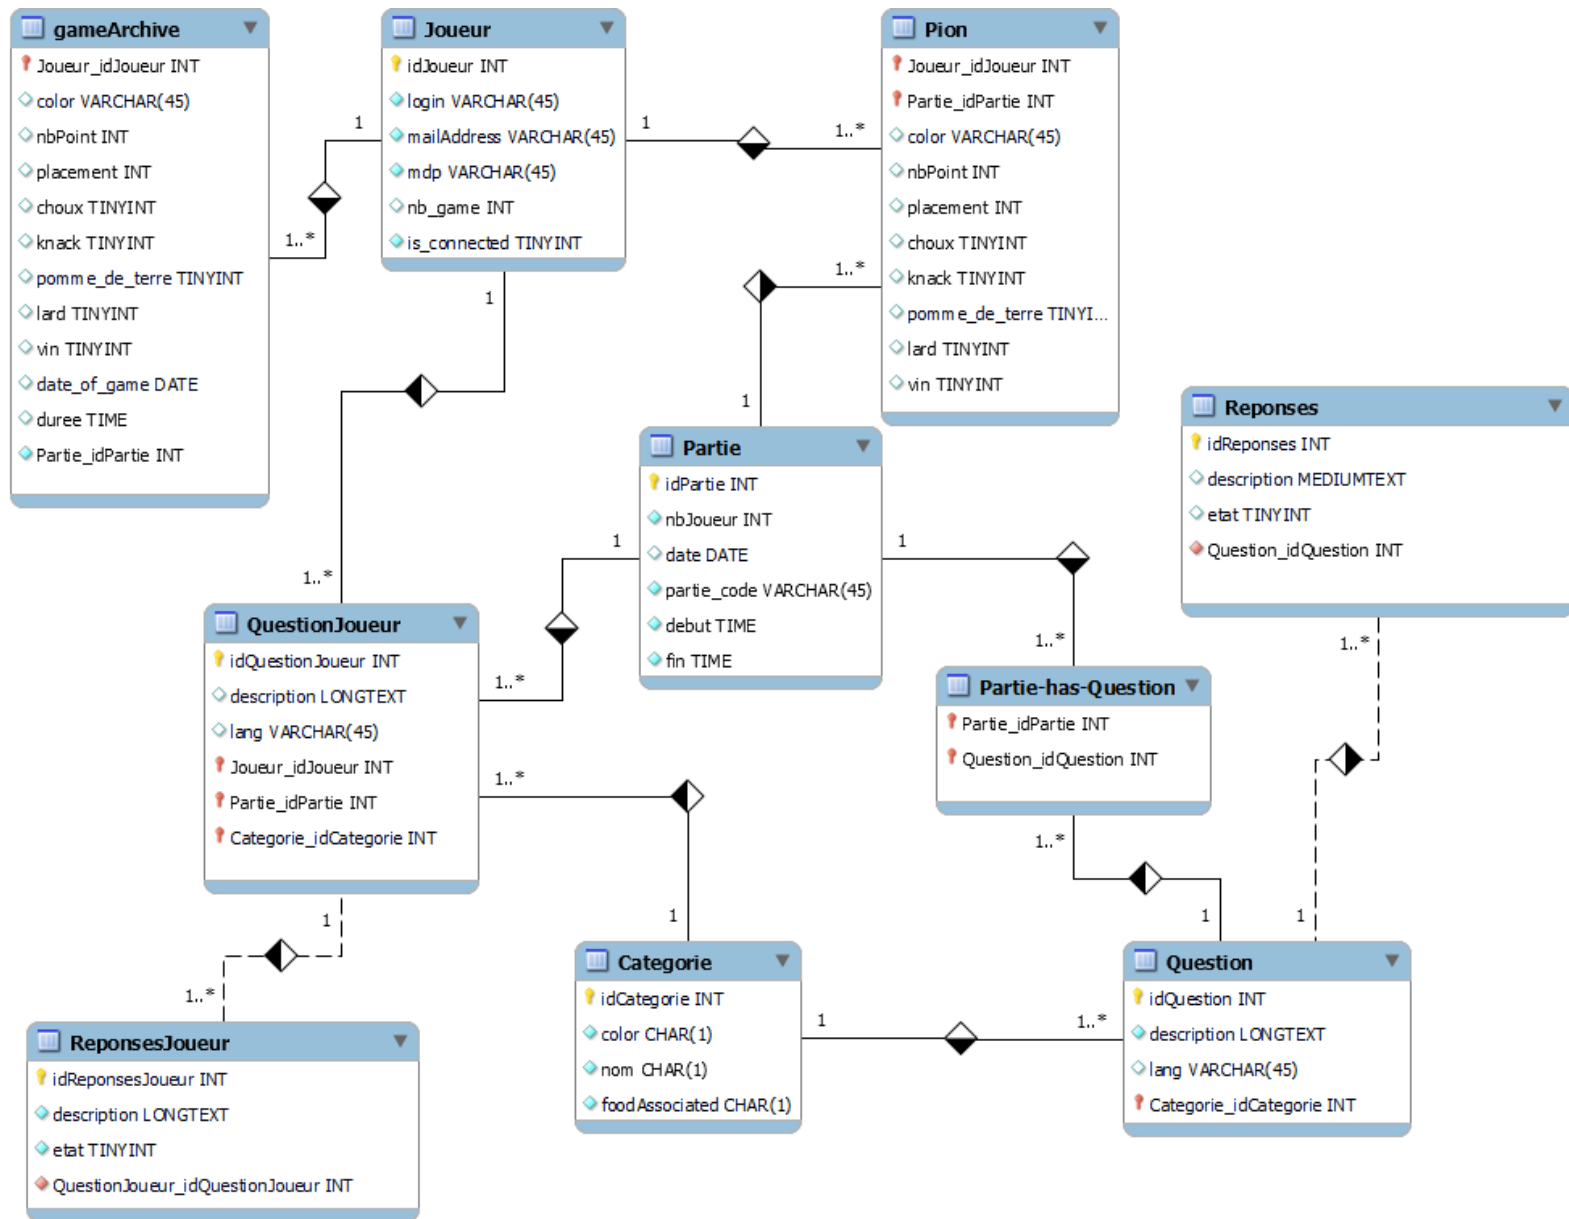 gameArchive
Joueur_idJoueur INT
color VARCHAR(45)
nbPoint INT
placement INT
choux TINYINT
knack TINYINT
pomme_de_terre TINYINT
lard TINYINT
vin TINYINT
date_of_game DATE
duree TIME
Partie_idPartie INT
1
1..*
Joueur
idJoueur INT
login VARCHAR(45)
mailAddress VARCHAR(45)
mdp VARCHAR(45)
nb_game INT
is_connected TINYINT
1
1..*
1
1..*
Pion
Joueur_idJoueur INT
Partie_idPartie INT
color VARCHAR(45)
nbPoint INT
placement INT
choux TINYINT
knack TINYINT
pomme_de_terre TINYI...
lard TINYINT
vin TINYINT
1..*
1
Partie
idPartie INT
nbJoueur INT
date DATE
partie_code VARCHAR(45)
debut TIME
fin TIME
1
1..*
1
1..*
Reponses
idReponses INT
description MEDIUMTEXT
etat TINYINT
Question_idQuestion INT
1..*
1
QuestionJoueur
idQuestionJoueur INT
description LONGTEXT
lang VARCHAR(45)
Joueur_idJoueur INT
Partie_idPartie INT
Categorie_idCategorie INT
1..*
1
1
1..*
Partie-has-Question
Partie_idPartie INT
Question_idQuestion INT
1..*
1
ReponsesJoueur
idReponsesJoueur INT
description LONGTEXT
etat TINYINT
QuestionJoueur_idQuestionJoueur INT
Categorie
idCategorie INT
color CHAR(1)
nom CHAR(1)
foodAssociated CHAR(1)
1
1..*
Question
idQuestion INT
description LONGTEXT
lang VARCHAR(45)
Categorie_idCategorie INT